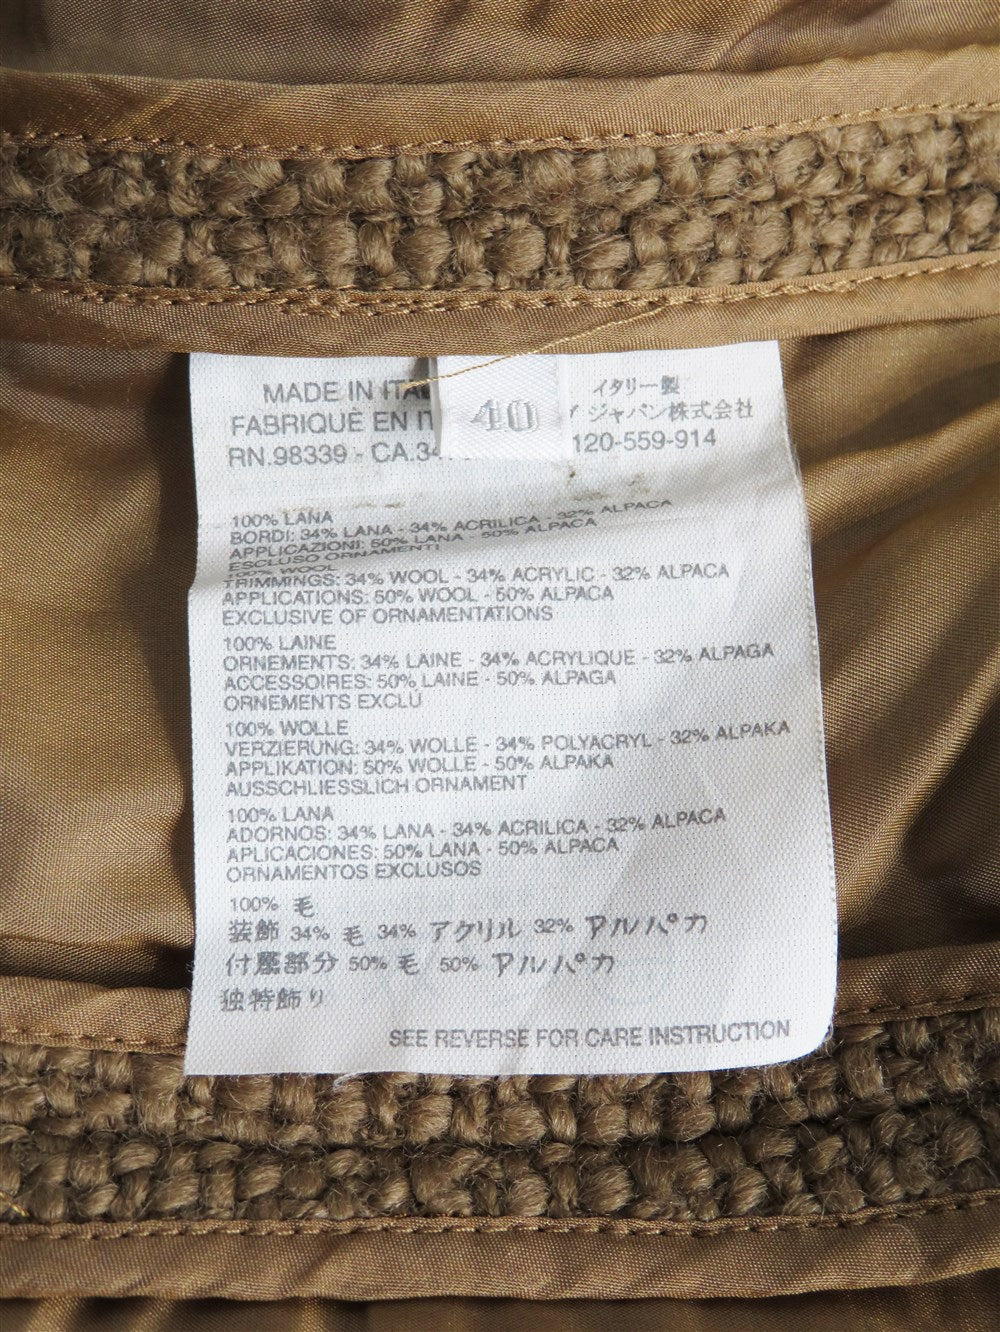 MADE IN ITA
イタリー製
FABRIQUÈ EN IT
ジャパン株式会社
RN.98339 - CA.34
120-559-914
40
100% LANA
BORDI: 34% LANA - 34% ACRILICA - 32% ALPACA
APPLICAZIONI: 50% LANA - 50% ALPACA
ESCLUSO ORNAMENTI
100% WOOL
TRIMMINGS: 34% WOOL - 34% ACRYLIC - 32% ALPACA
APPLICATIONS: 50% WOOL - 50% ALPACA
EXCLUSIVE OF ORNAMENTATIONS
100% LAINE
ORNEMENTS: 34% LAINE - 34% ACRYLIQUE - 32% ALPAGA
ACCESSOIRES: 50% LAINE - 50% ALPAGA
ORNEMENTS EXCLÙ
100% WOLLE
VERZIERUNG: 34% WOLLE - 34% POLYACRYL - 32% ALPAKA
APPLIKATION: 50% WOLLE - 50% ALPAKA
AUSSCHLIESSLICH ORNAMENT
100% LANA
ADORNOS: 34% LANA - 34% ACRILICA - 32% ALPACA
APLICACIONES: 50% LANA - 50% ALPACA
ORNAMENTOS EXCLUSOS
100% 毛
装飾 34% 毛 34% アクリル 32% アルパカ
付属部分 50% 毛 50% アルパカ
独特飾り
SEE REVERSE FOR CARE INSTRUCTION